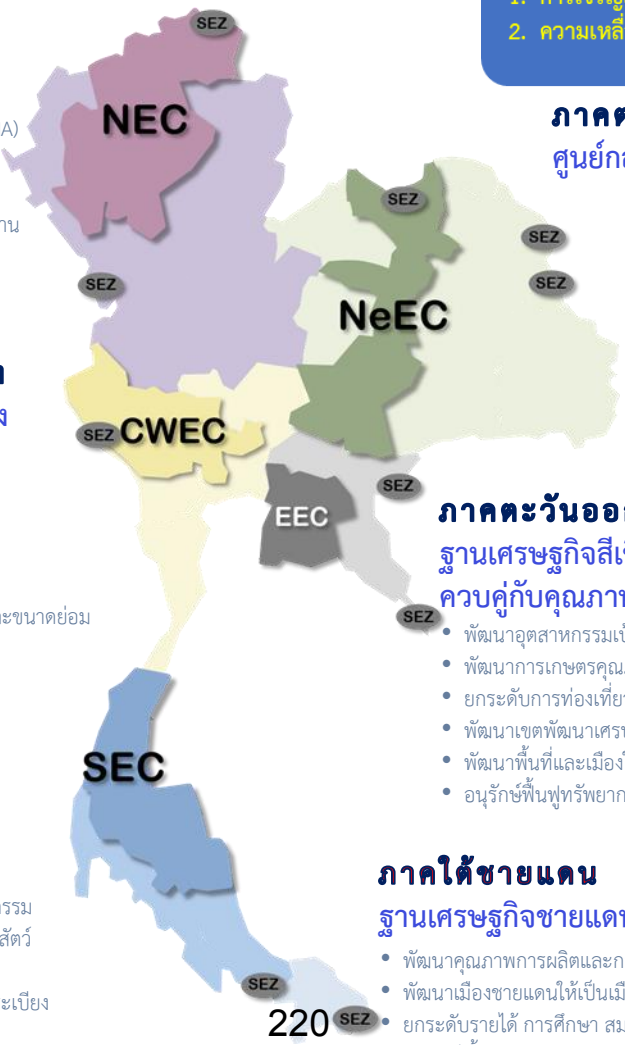 2. ความเหลื่
SEZ
NEC
A)
ภาคต
ศูนย์กล
SEZ
าน
SEZ
SEZ
SEZ
NeEC
ง
SEZ CWEC
SEZ
EEC
ภาคตะวันออก
ฐานเศรษฐกิจสีเ
ควบคู่กับคุณภา
SEZ
ะขนาดย่อม
• พัฒนาอุตสาหกรรมเป้
• พัฒนาการเกษตรคุณ
• ยกระดับการท่องเที่ย
• พัฒนาเขตพัฒนาเศร
• พัฒนาพื้นที่และเมือง
• อนุรักษ์ฟื้นฟูทรัพยาก
SEC
ภาคใต้ชายแดน
ฐานเศรษฐกิจชายแดน
กรรม
สัตว์
• พัฒนาคุณภาพการผลิตและก
SEZ
• พัฒนาเมืองชายแดนให้เป็นเมื
ะเบียง
220 SEZ
• ยกระดับรายได้ การศึกษา สม